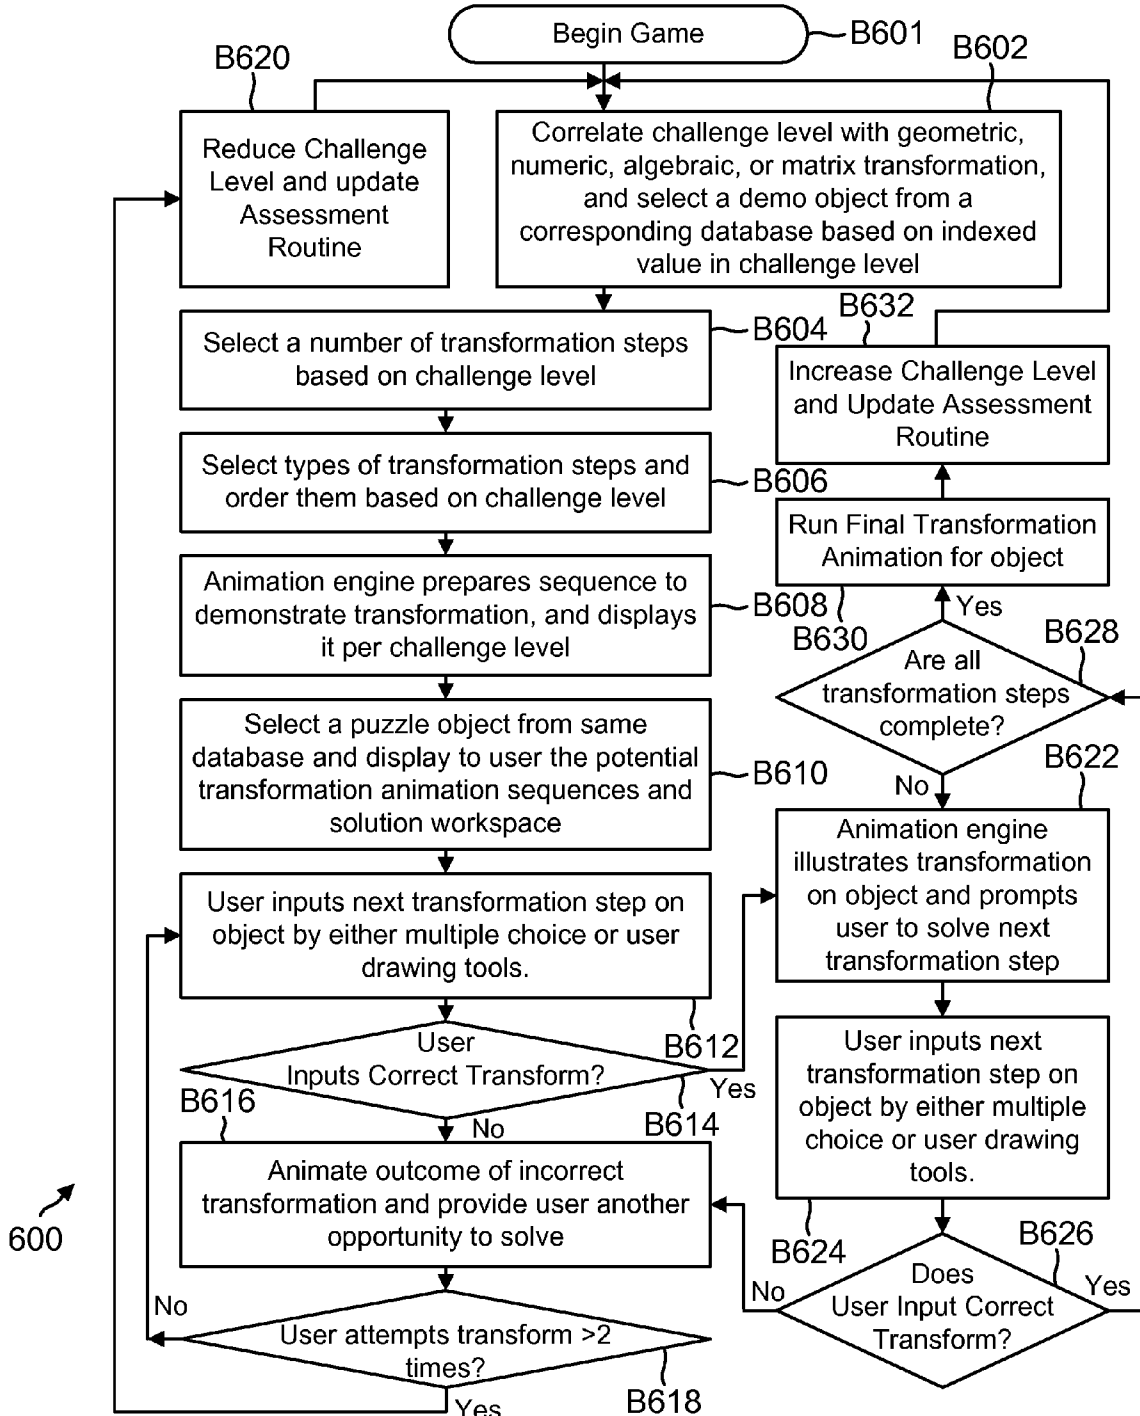 Begin Game
B601
B620
B602
Reduce Challenge
Level and update
Assessment
Routine
Correlate challenge level with geometric,
numeric, algebraic, or matrix transformation,
and select a demo object from a
corresponding database based on indexed
value in challenge level
B632
Select a number of transformation steps
based on challenge level
B604
Increase Challenge Level
and Update Assessment
Routine
Select types of transformation steps and
order them based on challenge level
B606
Run Final Transformation
Animation for object
B630
Yes
Animation engine prepares sequence to
demonstrate transformation, and displays
it per challenge level
B608
Are all
transformation steps
complete?
B628
No
Select a puzzle object from same
database and display to user the potential
transformation animation sequences and
solution workspace
B610
B622
Animation engine
illustrates transformation
on object and prompts
user to solve next
transformation step
User inputs next transformation step on
object by either multiple choice or user
drawing tools.
B612
User
Inputs Correct Transform?
Yes
B614
No
User inputs next
transformation step on
object by either multiple
choice or user drawing
tools.
B624
B616
Animate outcome of incorrect
transformation and provide user another
opportunity to solve
B626
Does
User Input Correct
Transform?
No
Yes
600
No
User attempts transform >2
times?
B618
Yes